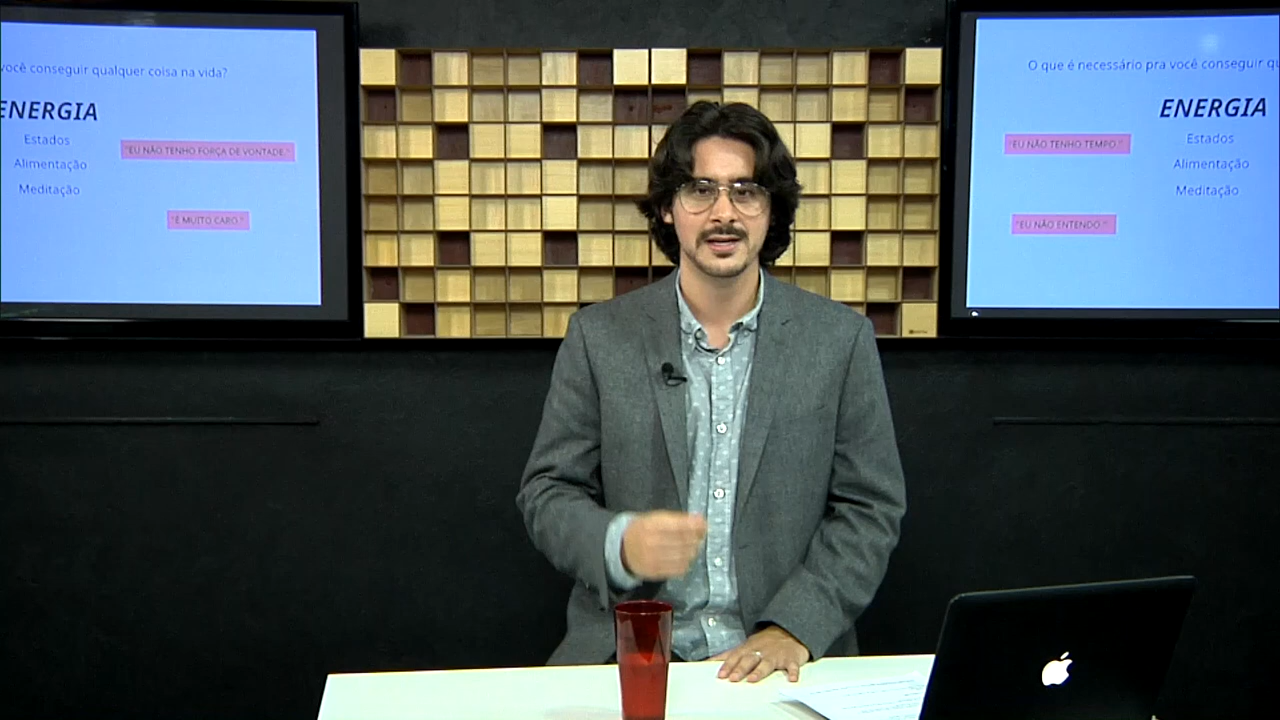 você conseguir qualquer coisa na vida?
ENERGIA
Estados
"EU NÃO TENHO FORÇA DE VONTADE."
Alimentação
Meditação
"É MUITO CARO."
O que é necessário pra você conseguir qu
ENERGIA
"EU NÃO TENHO TEMPO."
Estados
Alimentação
Meditação
"EU NÃO ENTENDO."